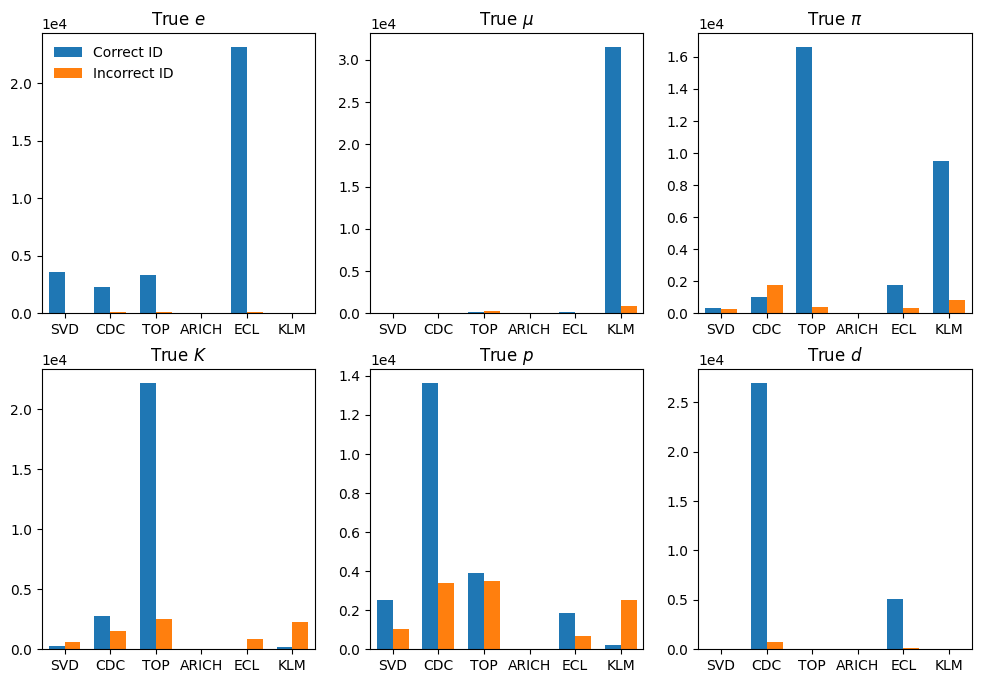 True e
1e4
Correct ID
Incorrect ID
2.0
1.5
1.0
0.5
0.0
SVD CDC TOP ARICH ECL KLM
True μ
1e4
3.0
2.5
2.0
1.5
1.0
0.5
0.0
SVD CDC TOP ARICH ECL KLM
True π
1e4
1.6
1.4
1.2
1.0
0.8
0.6
0.4
0.2
0.0
SVD CDC TOP ARICH ECL KLM
True K
1e4
2.0
1.5
1.0
0.5
0.0
SVD CDC TOP ARICH ECL KLM
True p
1e4
1.4
1.2
1.0
0.8
0.6
0.4
0.2
0.0
SVD CDC TOP ARICH ECL KLM
True d
1e4
2.5
2.0
1.5
1.0
0.5
0.0
SVD CDC TOP ARICH ECL KLM